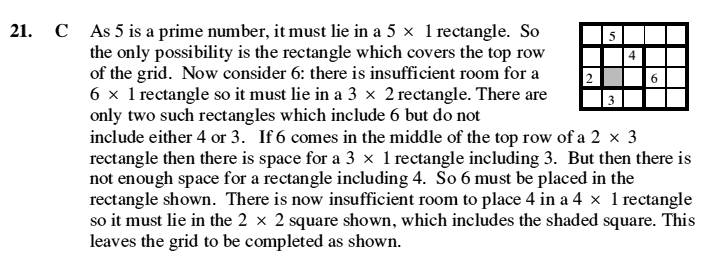 21. C As 5 is a prime number, it must lie in a 5 × 1 rectangle. So
the only possibility is the rectangle which covers the top row
of the grid. Now consider 6: there is insufficient room for a
6 × 1 rectangle so it must lie in a 3 × 2 rectangle. There are
only two such rectangles which include 6 but do not
include either 4 or 3. If 6 comes in the middle of the top row of a 2 × 3
rectangle then there is space for a 3 × 1 rectangle including 3. But then there is
not enough space for a rectangle including 4. So 6 must be placed in the
rectangle shown. There is now insufficient room to place 4 in a 4 × 1 rectangle
so it must lie in the 2 × 2 square shown, which includes the shaded square. This
leaves the grid to be completed as shown.
5
4
2 6
3